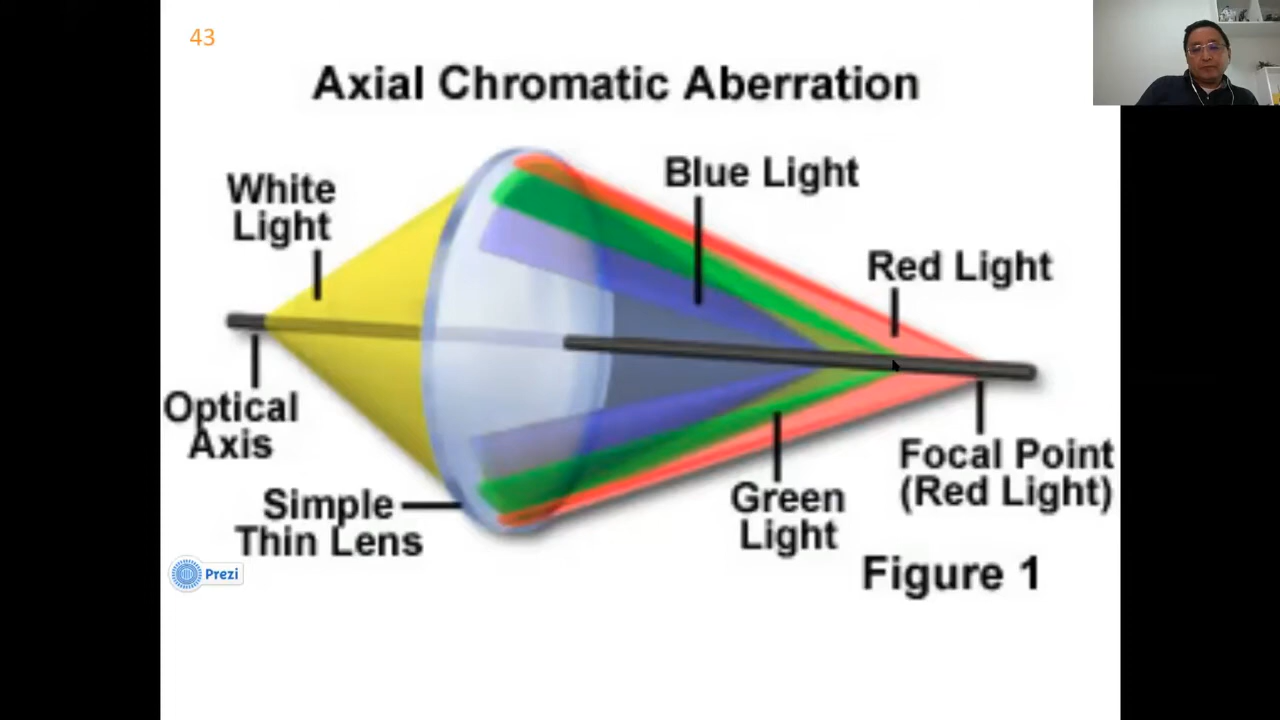 43
Axial Chromatic Aberration
White
Light
Blue Light
Red Light
Optical
Axis
Simple
Thin Lens
Green
Light
Focal Point
(Red Light)
Prezi
Figure 1